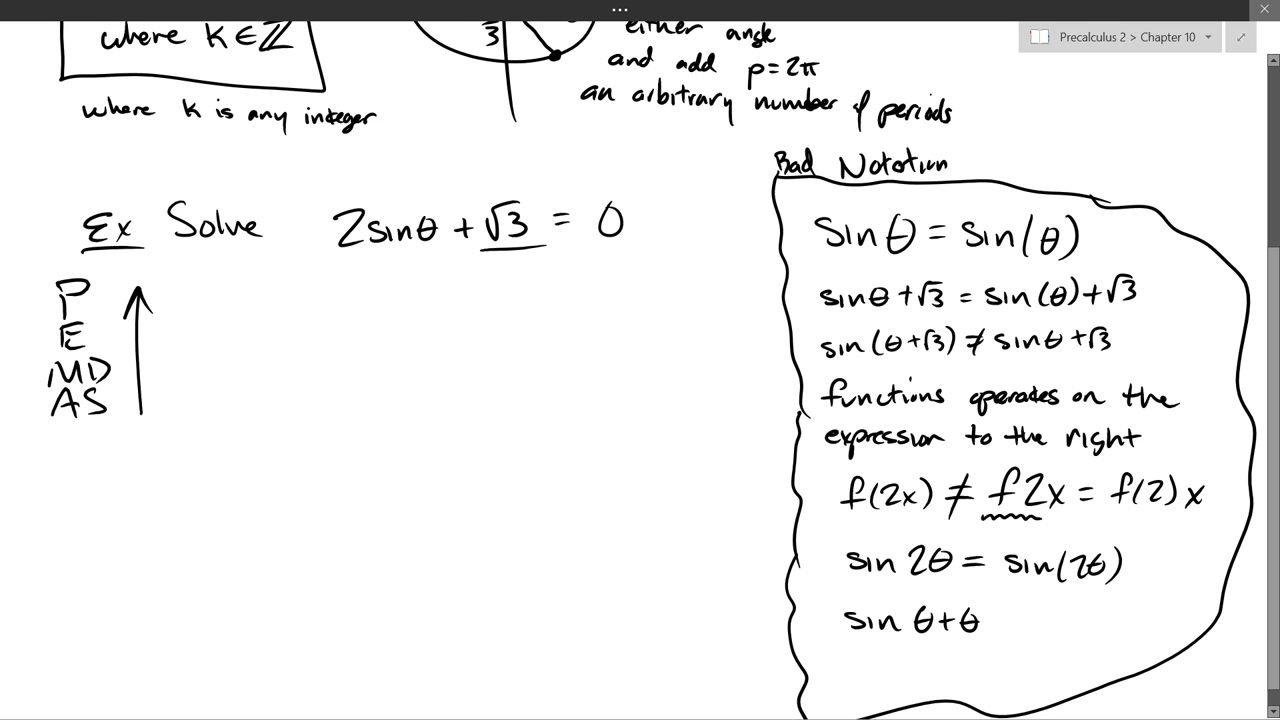 Precalculus 2 > Chapter 10
where K∈ℤ
where K is any integer
π/3
either angle
and add p=2π
an arbitrary number of periods
Ex Solve 2sinθ + √3 = 0
P
E
MD
AS
Bad Notation
sinθ = sin(θ)
sinθ+√3 = sin(θ)+√3
sin(θ+√3) ≠ sinθ+√3
functions operates on the
expression to the right
f(2x) ≠ f2x = f(2)x
sin 2θ = sin(2θ)
sin θ+θ